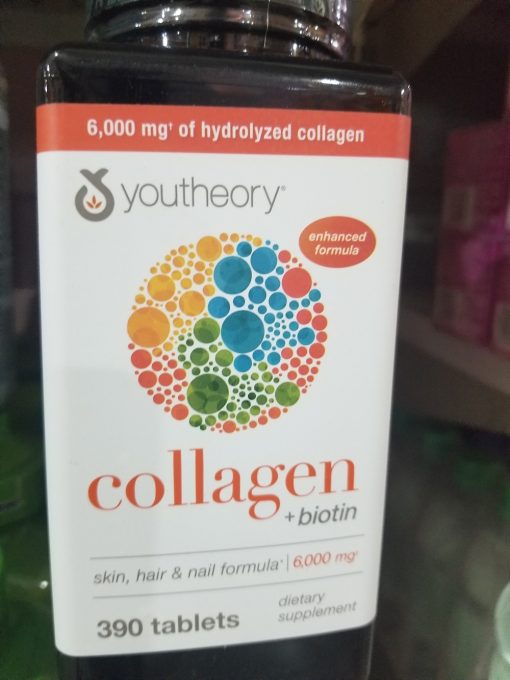 6,000 mg† of hydrolyzed collagen
youtheory®
enhanced
formula
collagen
+ biotin
skin, hair & nail formula* | 6,000 mg†
390 tablets
dietary
supplement